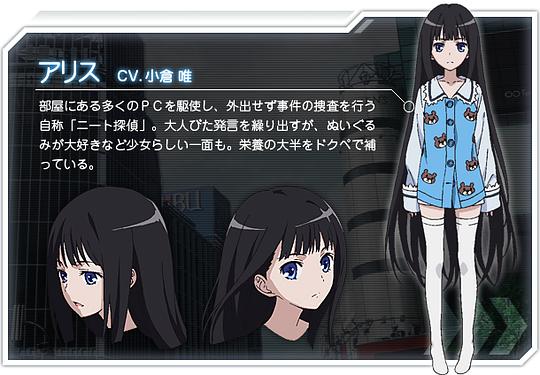 アリス CV.小倉 唯
部屋にある多くのPCを駆使し、外出せず事件の捜査を行う
自称「ニート探偵」。大人びた発言を繰り出すが、ぬいぐる
みが大好きなど少女らしい一面も。栄養の大半をドクペで補
っている。